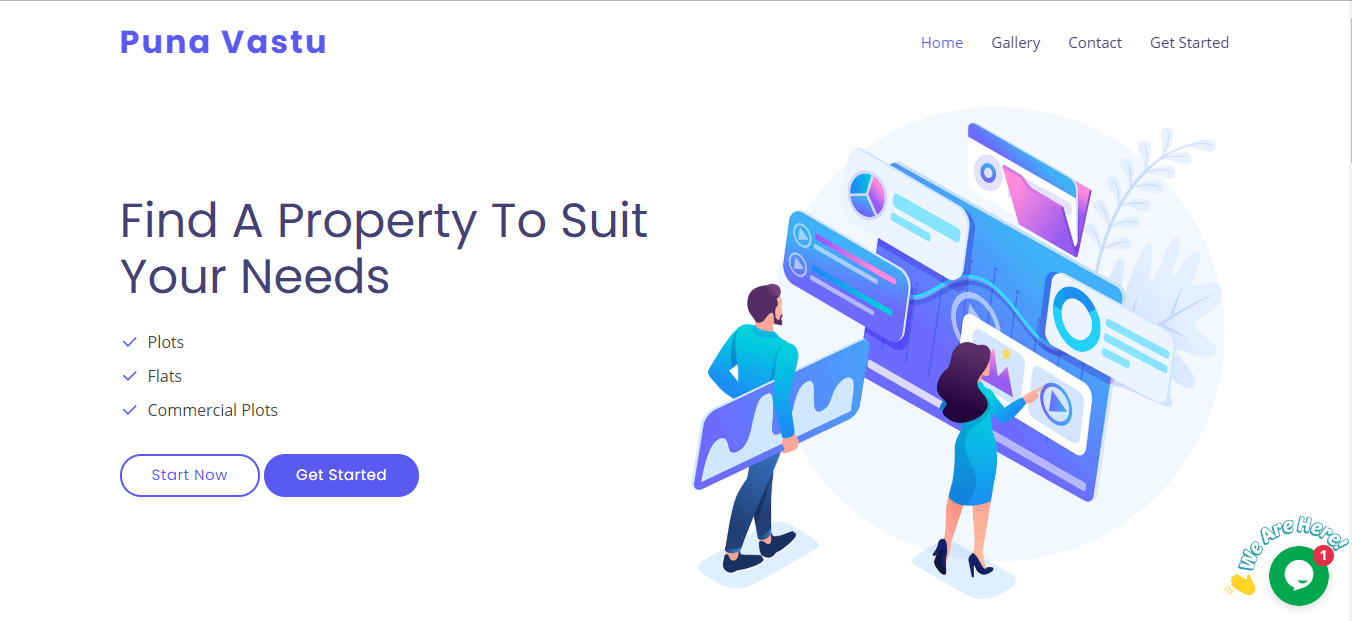 Puna Vastu
Home
Gallery
Contact
Get Started
Find A Property To Suit
Your Needs
Plots
Flats
Commercial Plots
Start Now
Get Started
We Are Here!
1